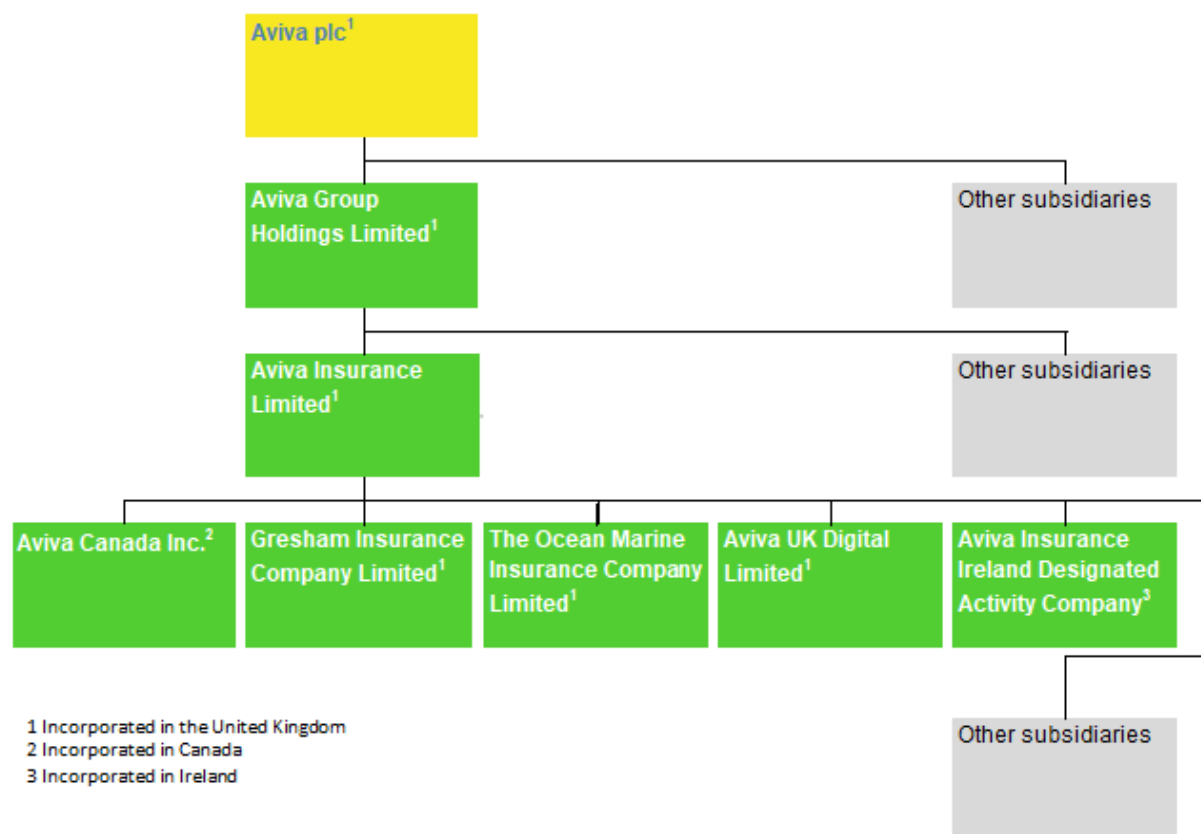 Aviva plc¹
Aviva Group
Holdings Limited¹
Other subsidiaries
Aviva Insurance
Limited¹
Other subsidiaries
Aviva Canada Inc.²
Gresham Insurance
Company Limited¹
The Ocean Marine
Insurance Company
Limited¹
Aviva UK Digital
Limited¹
Aviva Insurance
Ireland Designated
Activity Company³
1 Incorporated in the United Kingdom
2 Incorporated in Canada
3 Incorporated in Ireland
Other subsidiaries